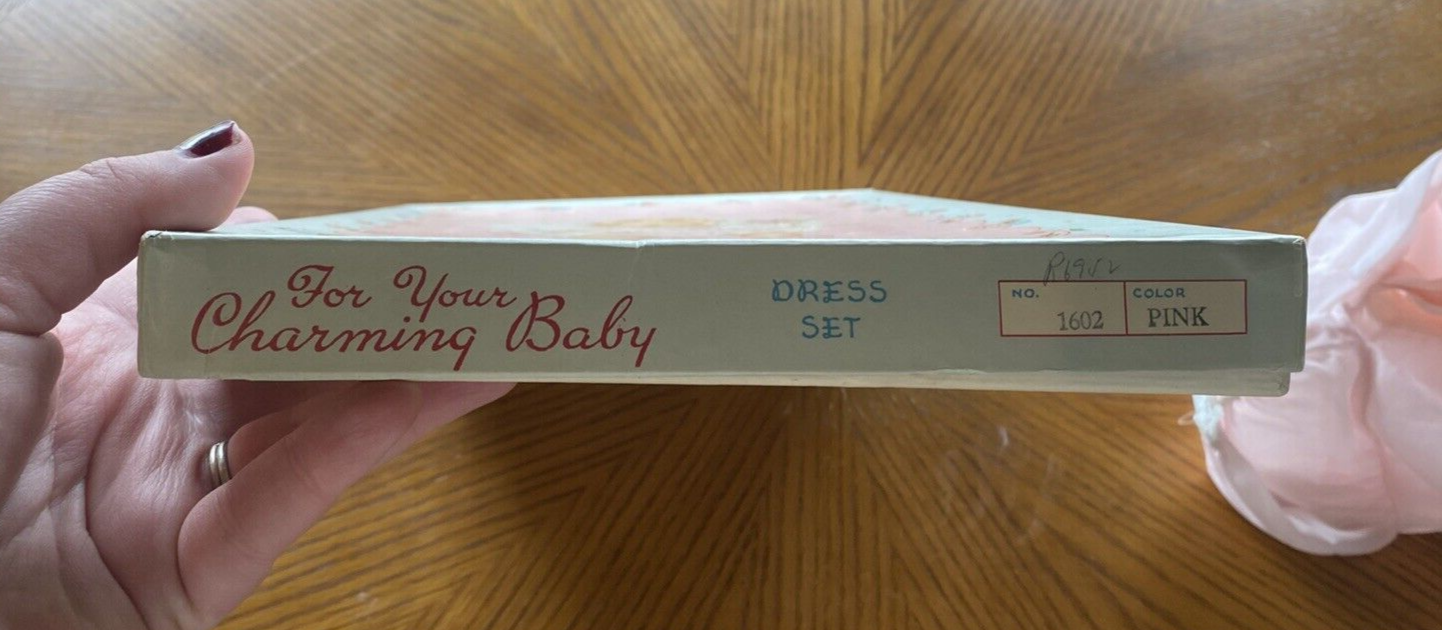 For Your
Charming Baby
DRESS
SET
NO.
1602
COLOR
PINK